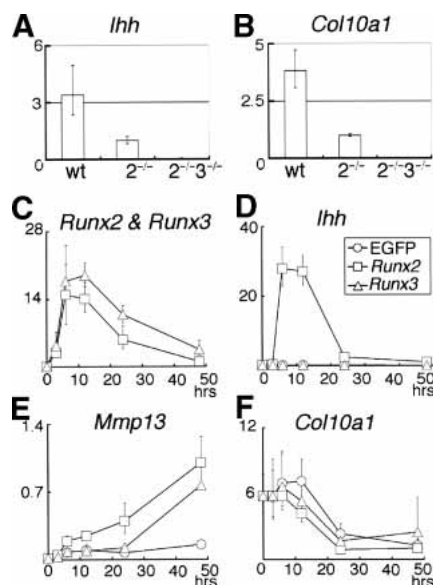 A Ihh
B Col10a1
6
3
0
wt 2-/- 2-/-3-/-
5
2.5
0
wt 2-/- 2-/-3-/-
C Runx2 & Runx3
D Ihh
28
14
0
0 10 20 30 40 50
hrs
40
20
0
EGFP
Runx2
Runx3
0 10 20 30 40 50
hrs
E Mmp13
F Col10a1
1.4
0.7
0
0 10 20 30 40 50
hrs
12
6
0
0 10 20 30 40 50
hrs